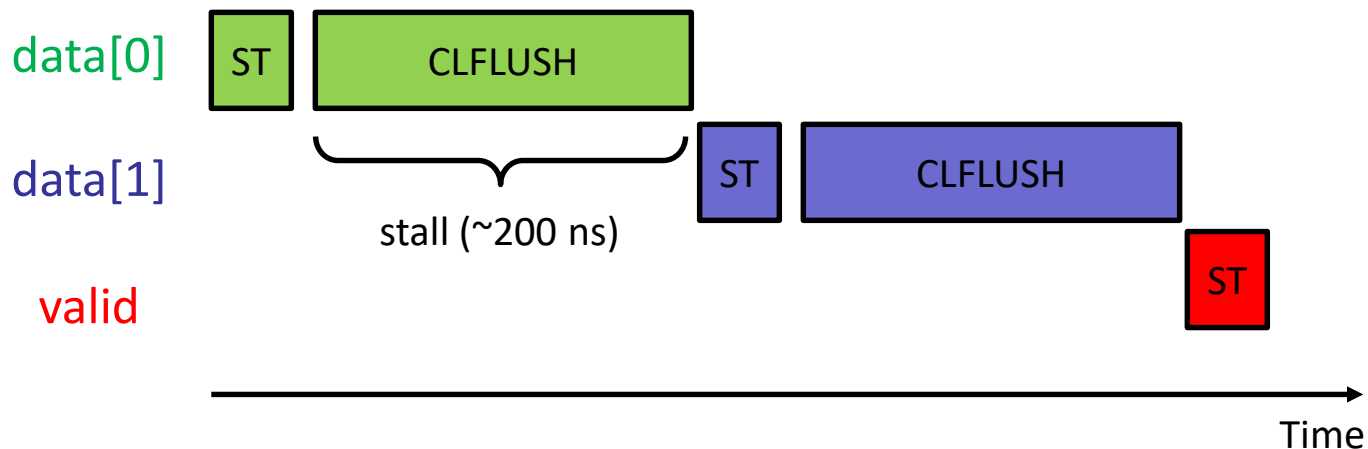 data[0] ST CLFLUSH
data[1] ST CLFLUSH
stall (~200 ns)
valid ST
Time